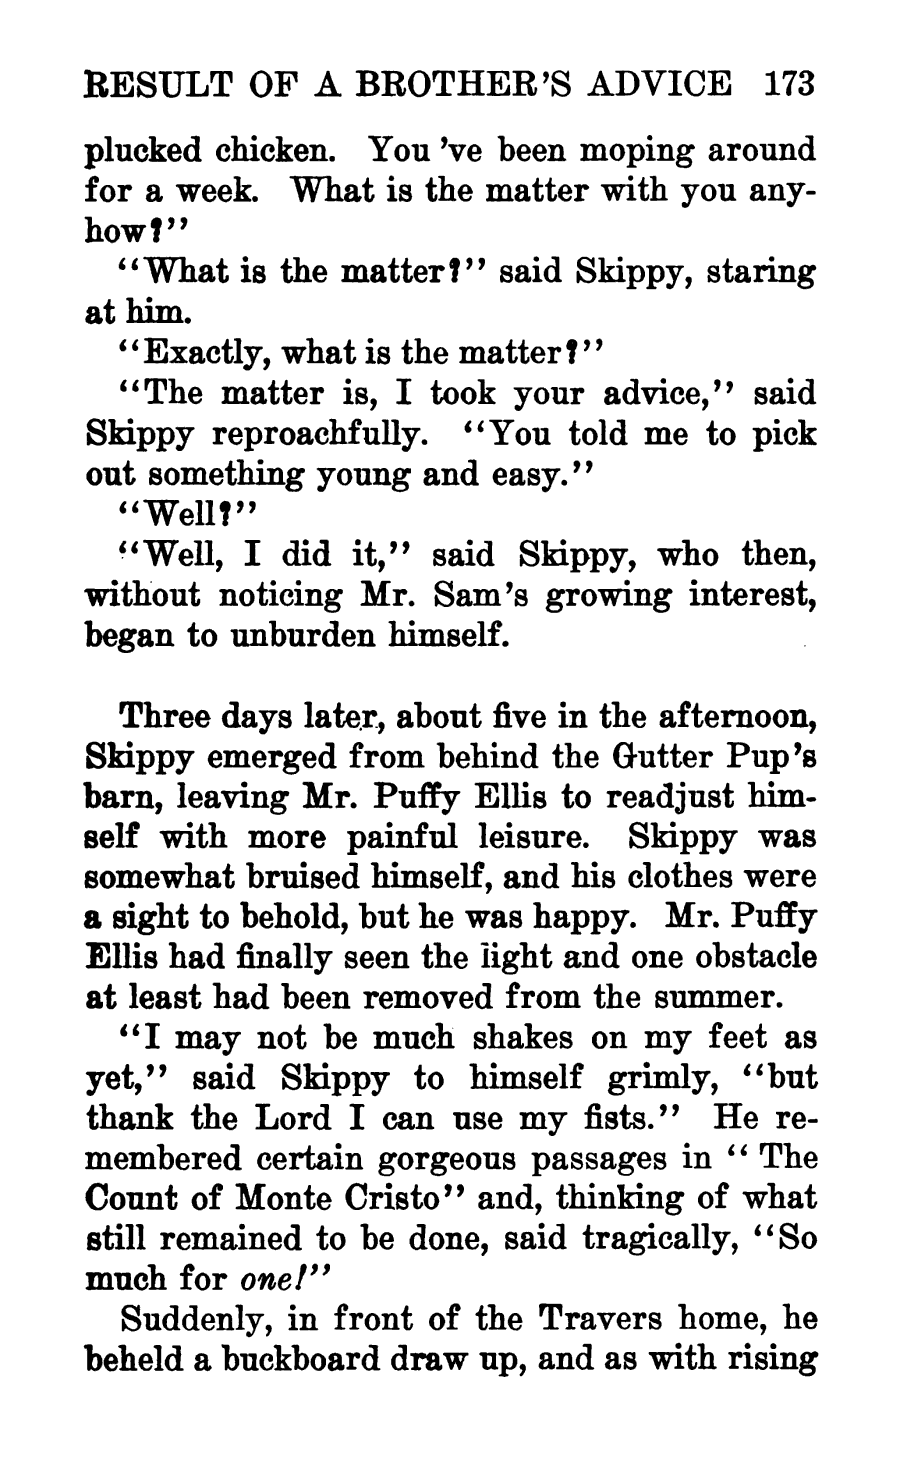 RESULT OF A BROTHER'S ADVICE 173
plucked chicken. You 've been moping around
for a week. What is the matter with you any-
how?"
"What is the matter?" said Skippy, staring
at him.
"Exactly, what is the matter?"
"The matter is, I took your advice," said
Skippy reproachfully. "You told me to pick
out something young and easy."
"Well?"
"Well, I did it," said Skippy, who then,
without noticing Mr. Sam's growing interest,
began to unburden himself.
Three days later, about five in the afternoon,
Skippy emerged from behind the Gutter Pup's
barn, leaving Mr. Puffy Ellis to readjust him-
self with more painful leisure. Skippy was
somewhat bruised himself, and his clothes were
a sight to behold, but he was happy. Mr. Puffy
Ellis had finally seen the light and one obstacle
at least had been removed from the summer.
"I may not be much shakes on my feet as
yet," said Skippy to himself grimly, "but
thank the Lord I can use my fists." He re-
membered certain gorgeous passages in " The
Count of Monte Cristo" and, thinking of what
still remained to be done, said tragically, "So
much for one!"
Suddenly, in front of the Travers home, he
beheld a buckboard draw up, and as with rising